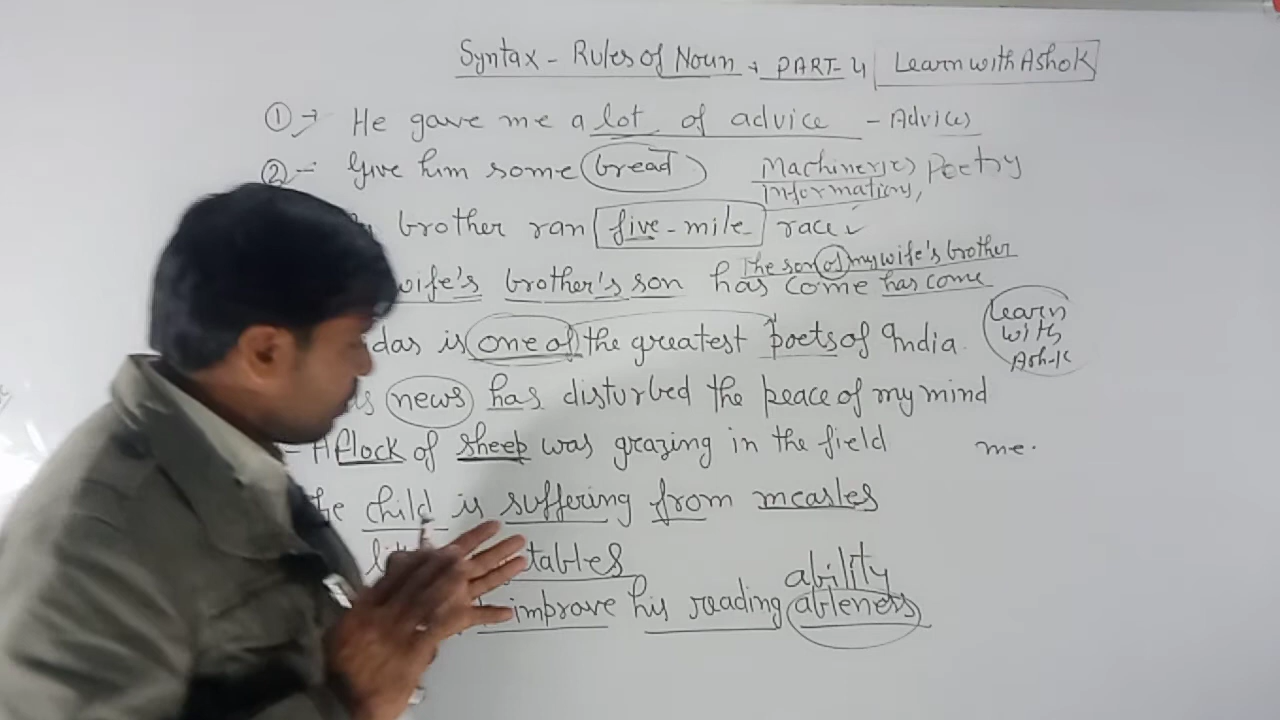 Syntax - Rules of Noun, PART-4 Learn with Ashok
① → He gave me a lot of advice - Advices
② - Give him some bread
Machiner(s) Poetry
informations,
brother ran five-mile race ✓
The son of my wife's brother
wife's brother's son has come has come
das is one of the greatest poets of India.
Learn
with
Ashok
news has disturbed the peace of my mind
- A flock of sheep was grazing in the field me.
child is suffering from measles
tables
ability
improve his reading ableness